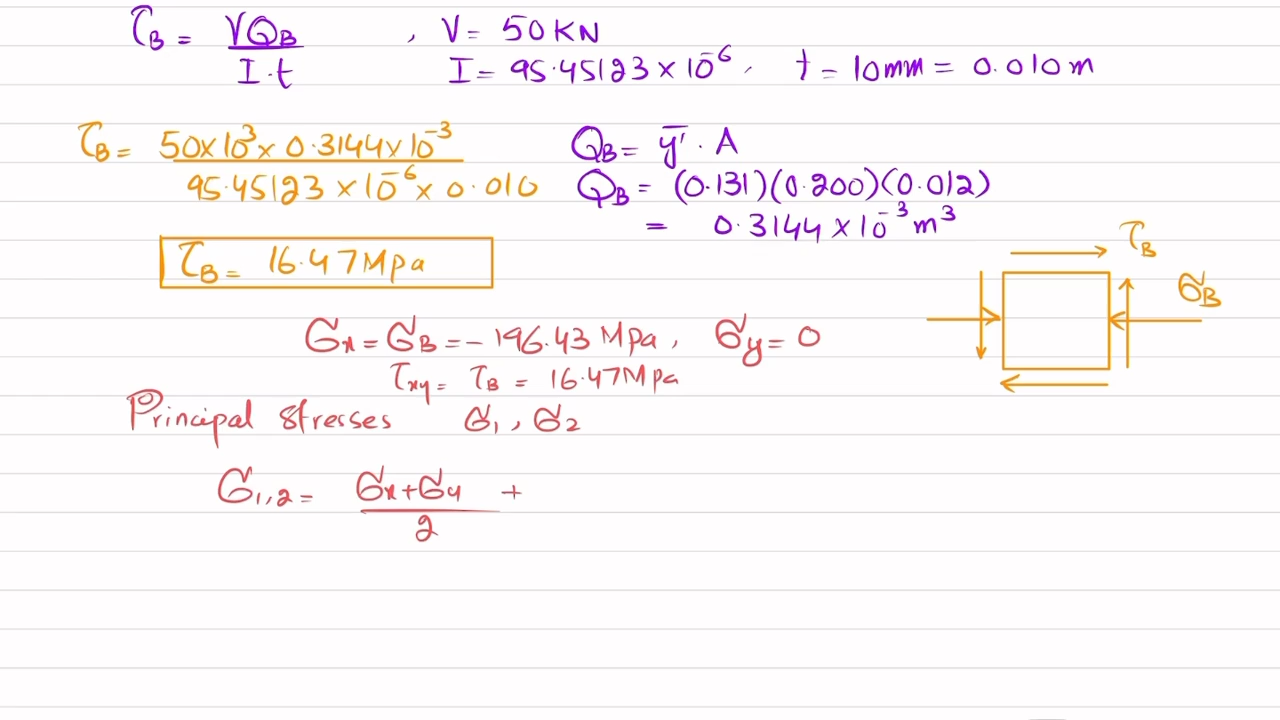 τB = VQB / I·t , V = 50KN
I = 95.45123 × 10⁻⁶, t = 10mm = 0.010m
τB = 50×10³ × 0.3144×10⁻³ / 95.45123 × 10⁻⁶ × 0.010
QB = ȳ' · A
QB = (0.131)(0.200)(0.012)
= 0.3144 × 10⁻³ m³
τB = 16.47MPa
τB
σB
σx = σB = - 196.43 MPa, σy = 0
τxy = τB = 16.47MPa
Principal stresses σ1, σ2
σ1,2 = σx+σy / 2 +